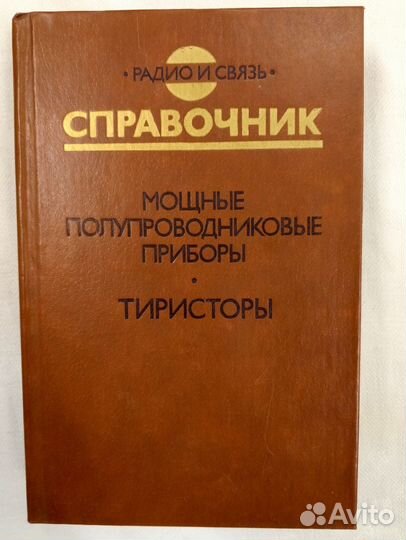 • РАДИО И СВЯЗЬ •
СПРАВОЧНИК
МОЩНЫЕ
ПОЛУПРОВОДНИКОВЫЕ
ПРИБОРЫ
•
ТИРИСТОРЫ
Avito